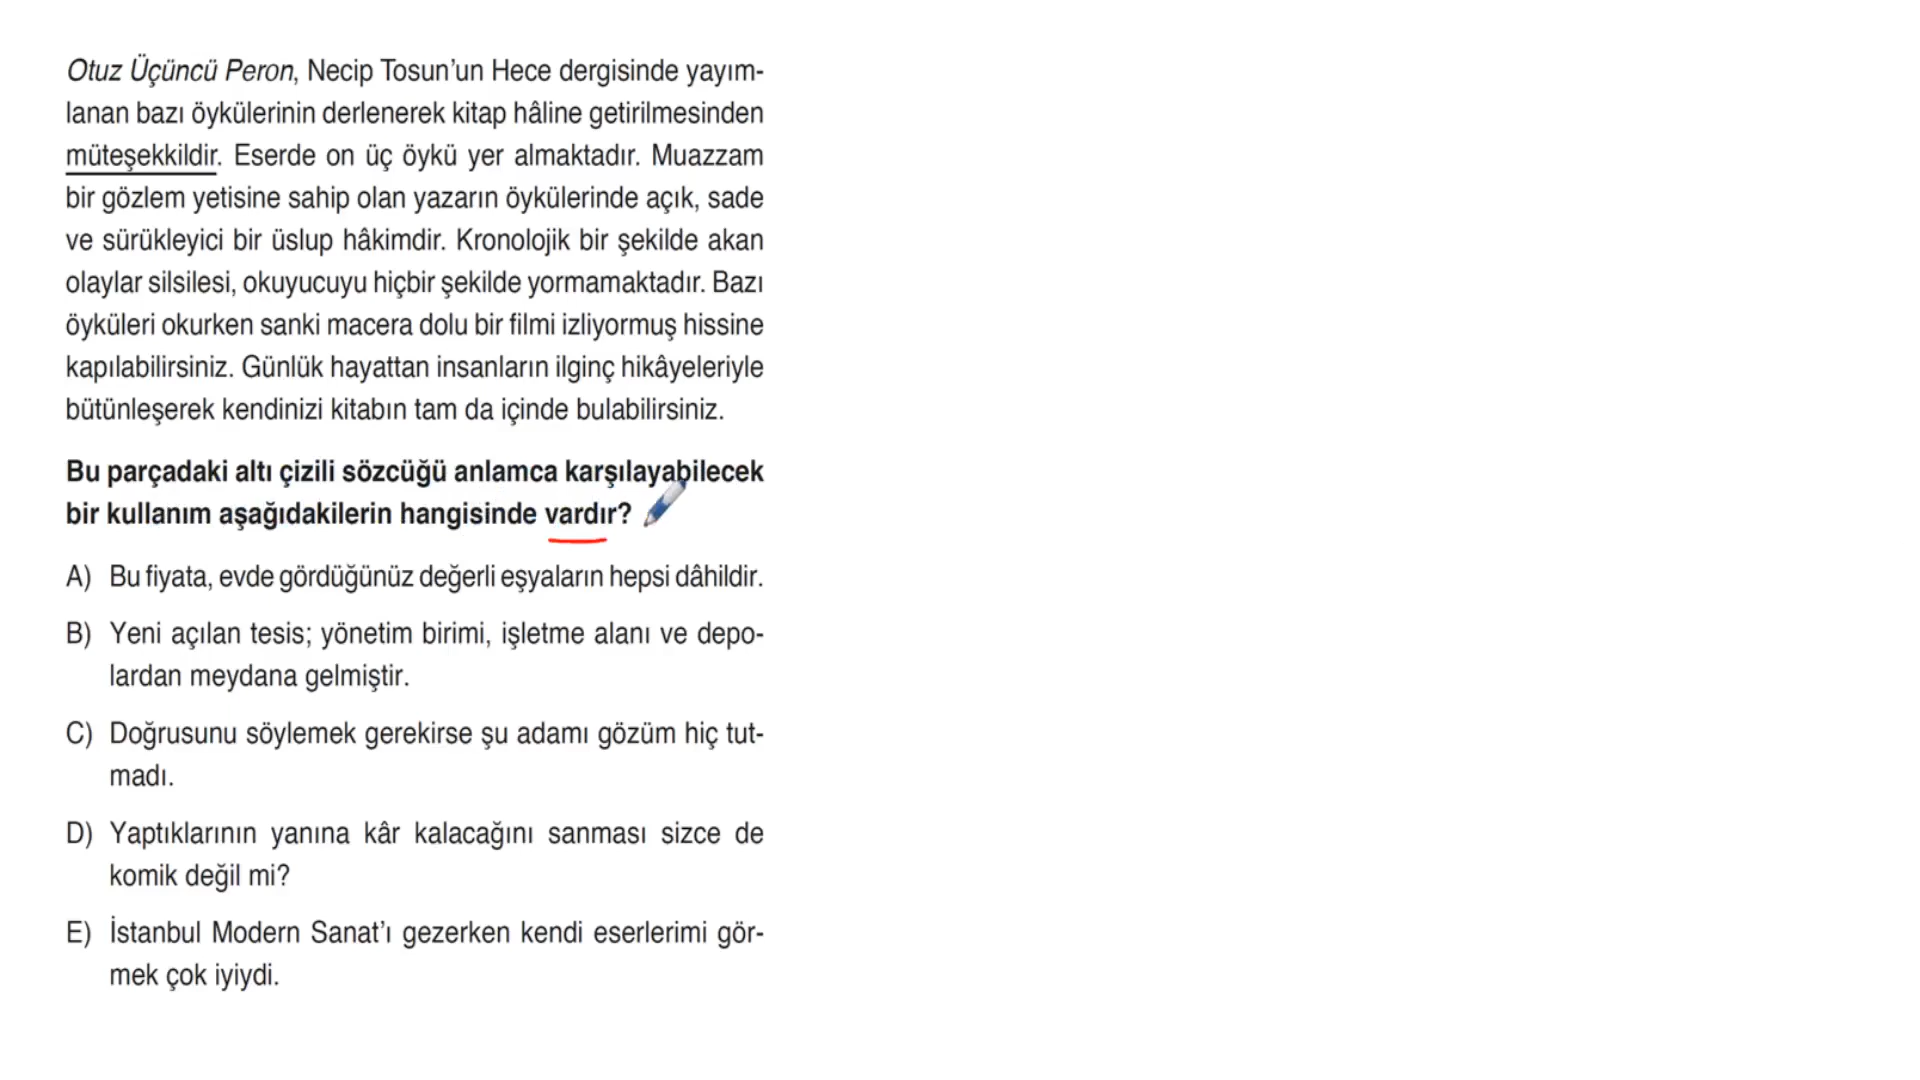 Otuz Üçüncü Peron, Necip Tosun’un Hece dergisinde yayım-
lanan bazı öykülerinin derlenerek kitap hâline getirilmesinden
müteşekkildir. Eserde on üç öykü yer almaktadır. Muazzam
bir gözlem yetisine sahip olan yazarın öykülerinde açık, sade
ve sürükleyici bir üslup hâkimdir. Kronolojik bir şekilde akan
olaylar silsilesi, okuyucuyu hiçbir şekilde yormamaktadır. Bazı
öyküleri okurken sanki macera dolu bir filmi izliyormuş hissine
kapılabilirsiniz. Günlük hayattan insanların ilginç hikâyeleriyle
bütünleşerek kendinizi kitabın tam da içinde bulabilirsiniz.
Bu parçadaki altı çizili sözcüğü anlamca karşılayabilecek
bir kullanım aşağıdakilerin hangisinde vardır?
A) Bu fiyata, evde gördüğünüz değerli eşyaların hepsi dâhildir.
B) Yeni açılan tesis; yönetim birimi, işletme alanı ve depo-
lardan meydana gelmiştir.
C) Doğrusunu söylemek gerekirse şu adamı gözüm hiç tut-
madı.
D) Yaptıklarının yanına kâr kalacağını sanması sizce de
komik değil mi?
E) İstanbul Modern Sanat’ı gezerken kendi eserlerimi gör-
mek çok iyiydi.